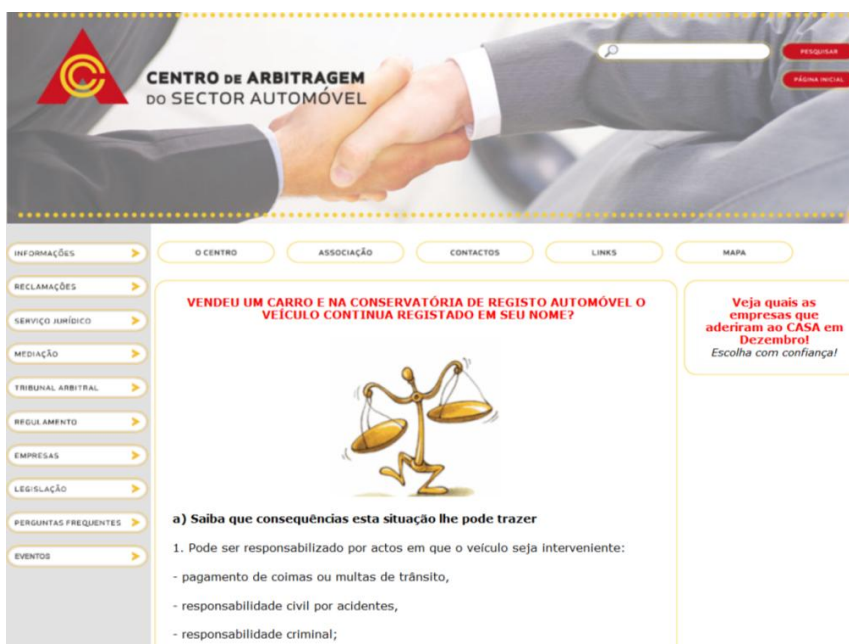 CENTRO DE ARBITRAGEM
DO SECTOR AUTOMÓVEL
PESQUISAR
PÁGINA INICIAL
INFORMAÇÕES
RECLAMAÇÕES
SERVIÇO JURÍDICO
MEDIAÇÃO
TRIBUNAL ARBITRAL
REGULAMENTO
EMPRESAS
LEGISLAÇÃO
PERGUNTAS FREQUENTES
EVENTOS
O CENTRO
ASSOCIAÇÃO
CONTACTOS
LINKS
MAPA
VENDEU UM CARRO E NA CONSERVATÓRIA DE REGISTO AUTOMÓVEL O
VEÍCULO CONTINUA REGISTADO EM SEU NOME?
a) Saiba que consequências esta situação lhe pode trazer
1. Pode ser responsabilizado por actos em que o veículo seja interveniente:
- pagamento de coimas ou multas de trânsito,
- responsabilidade civil por acidentes,
- responsabilidade criminal;
Veja quais as
empresas que
aderiram ao CASA em
Dezembro!
Escolha com confiança!